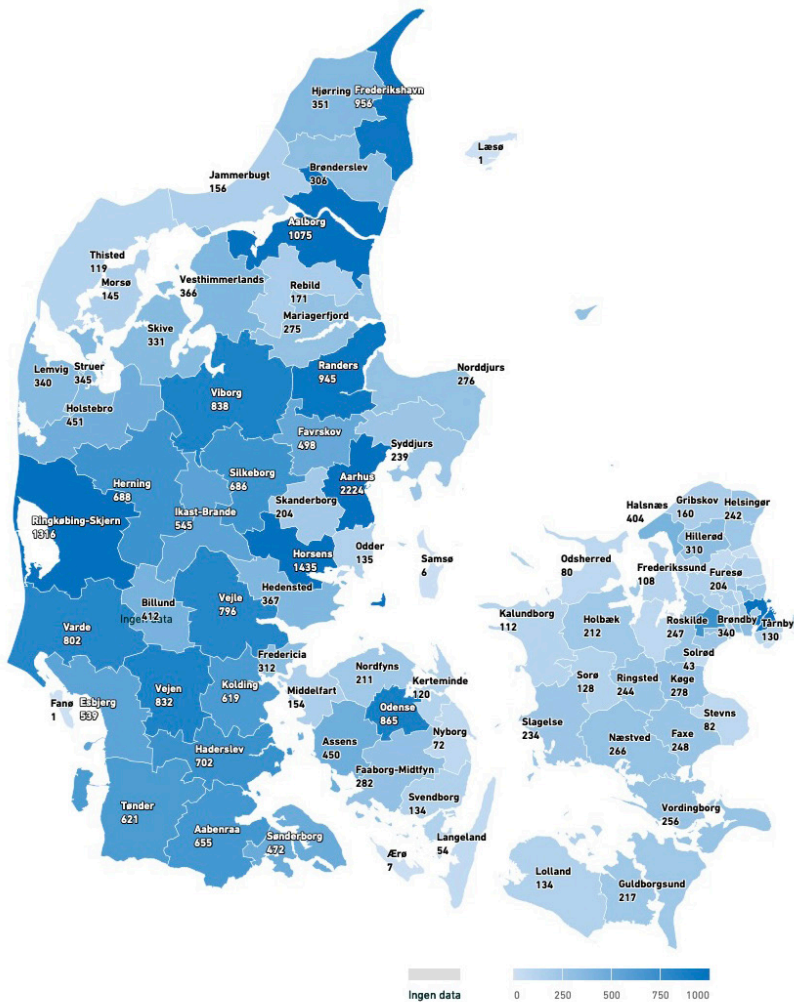 Hjørring
351
Frederikshavn
956
Læsø
1
Brønderslev
306
Jammerbugt
156
Aalborg
1075
Thisted
119
Morsø
145
Vesthimmerlands
366
Rebild
171
Mariagerfjord
275
Skive
331
Lemvig
340
Struer
345
Holstebro
451
Viborg
838
Randers
945
Norddjurs
276
Favrskov
498
Syddjurs
239
Herning
688
Silkeborg
686
Aarhus
2224
Skanderborg
204
Ikast-Brande
545
Ringkøbing-Skjern
1316
Horsens
1435
Odder
135
Samsø
6
Hedensted
367
Billund
412
Ingen data
Vejle
796
Varde
802
Fredericia
312
Vejen
832
Kolding
619
Fanø
1
Esbjerg
539
Haderslev
702
Tønder
621
Aabenraa
655
Sønderborg
472
Middelfart
154
Nordfyns
211
Kerteminde
120
Odense
865
Assens
450
Nyborg
72
Faaborg-Midtfyn
282
Svendborg
134
Langeland
54
Ærø
7
Halsnæs
404
Gribskov
160
Helsingør
242
Hillerød
310
Odsherred
80
Frederikssund
108
Furesø
204
Kalundborg
112
Holbæk
212
Roskilde
247
Brøndby
340
Tårnby
130
Solrød
43
Sorø
128
Ringsted
244
Køge
278
Stevns
82
Slagelse
234
Næstved
266
Faxe
248
Vordingborg
256
Lolland
134
Guldborgsund
217
Ingen data
0 250 500 750 1000